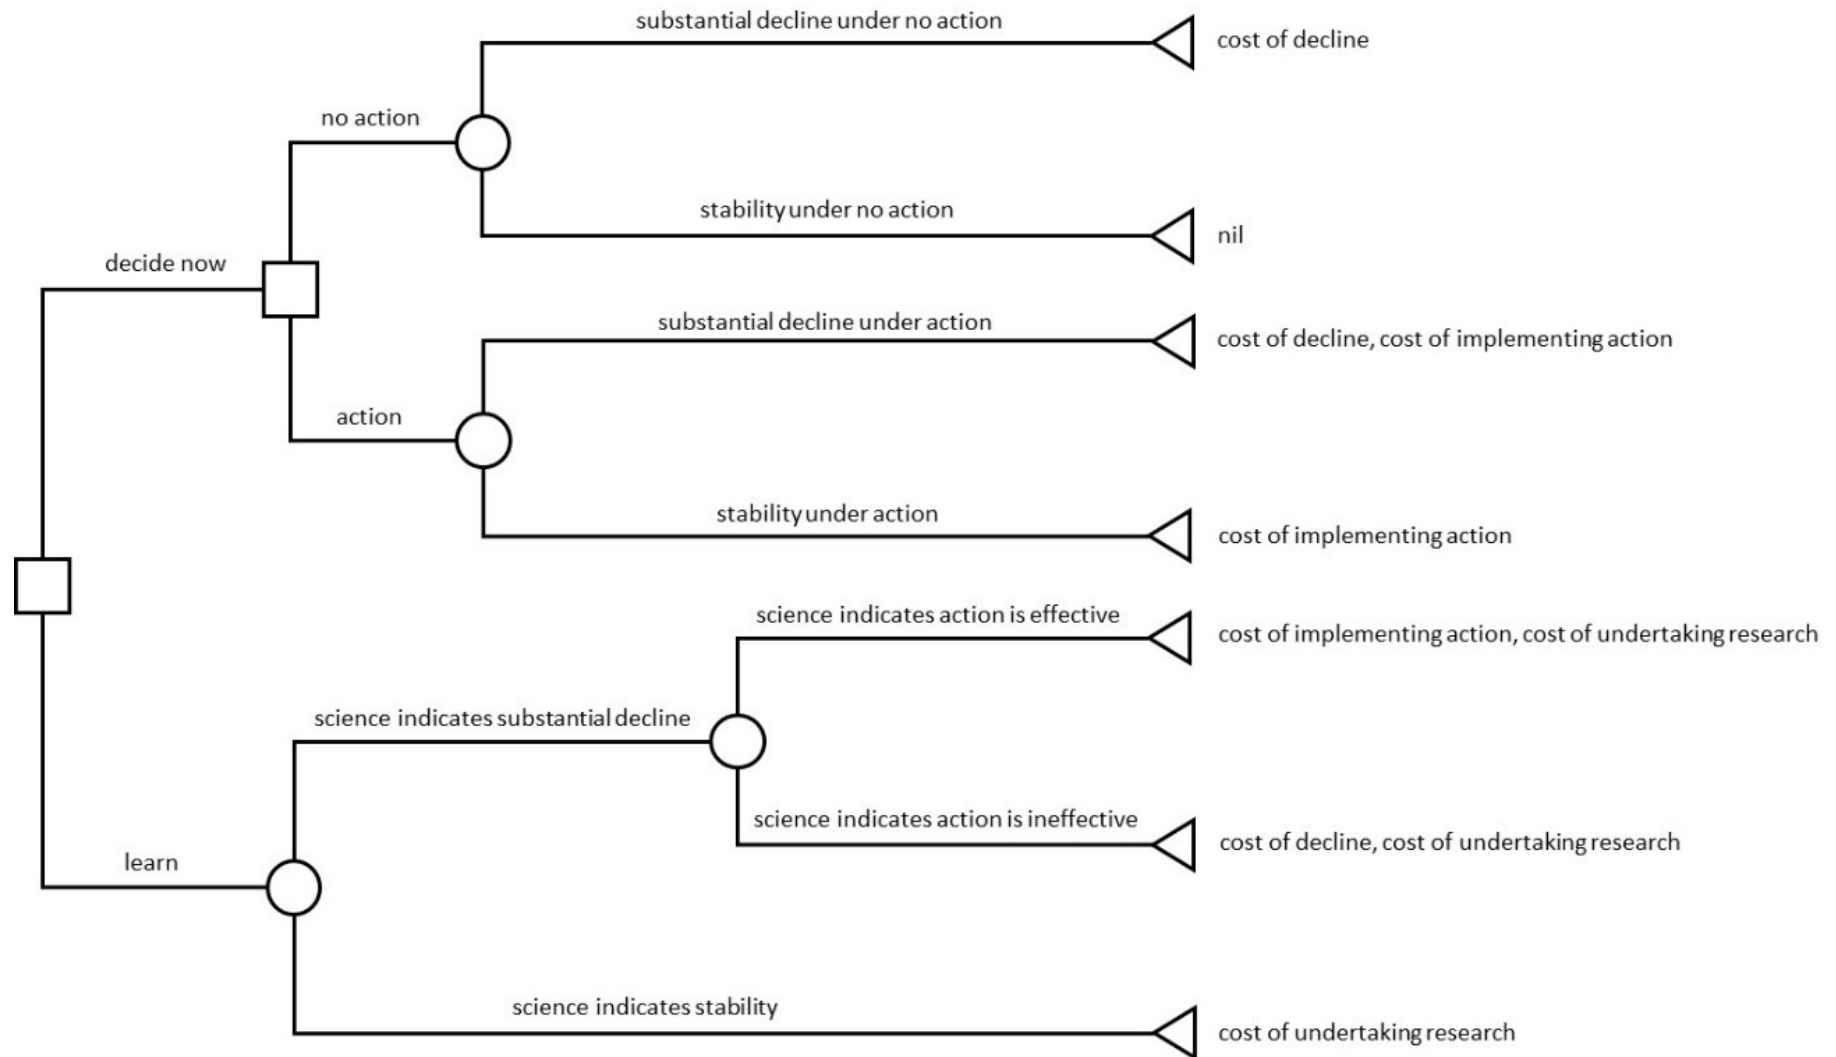 substantial decline under no action
cost of decline
no action
stability under no action
nil
decide now
substantial decline under action
cost of decline, cost of implementing action
action
stability under action
cost of implementing action
science indicates action is effective
cost of implementing action, cost of undertaking research
science indicates substantial decline
science indicates action is ineffective
cost of decline, cost of undertaking research
learn
science indicates stability
cost of undertaking research